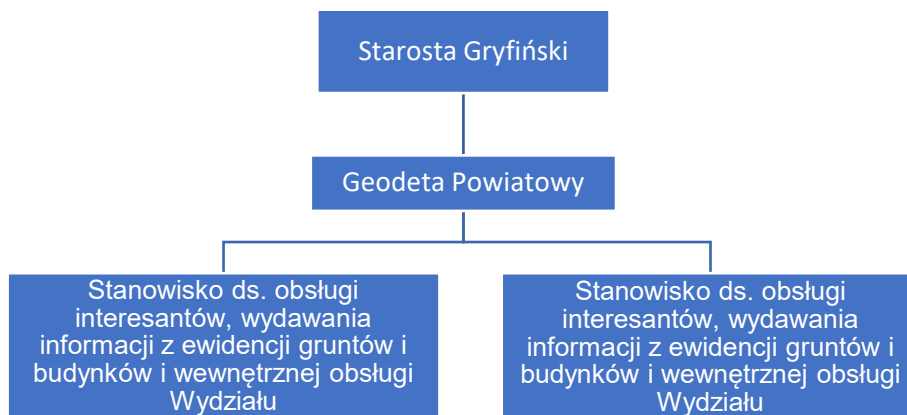 Starosta Gryfiński
Geodeta Powiatowy
Stanowisko ds. obsługi
interesantów, wydawania
informacji z ewidencji gruntów i
budynków i wewnętrznej obsługi
Wydziału
Stanowisko ds. obsługi
interesantów, wydawania
informacji z ewidencji gruntów i
budynków i wewnętrznej obsługi
Wydziału